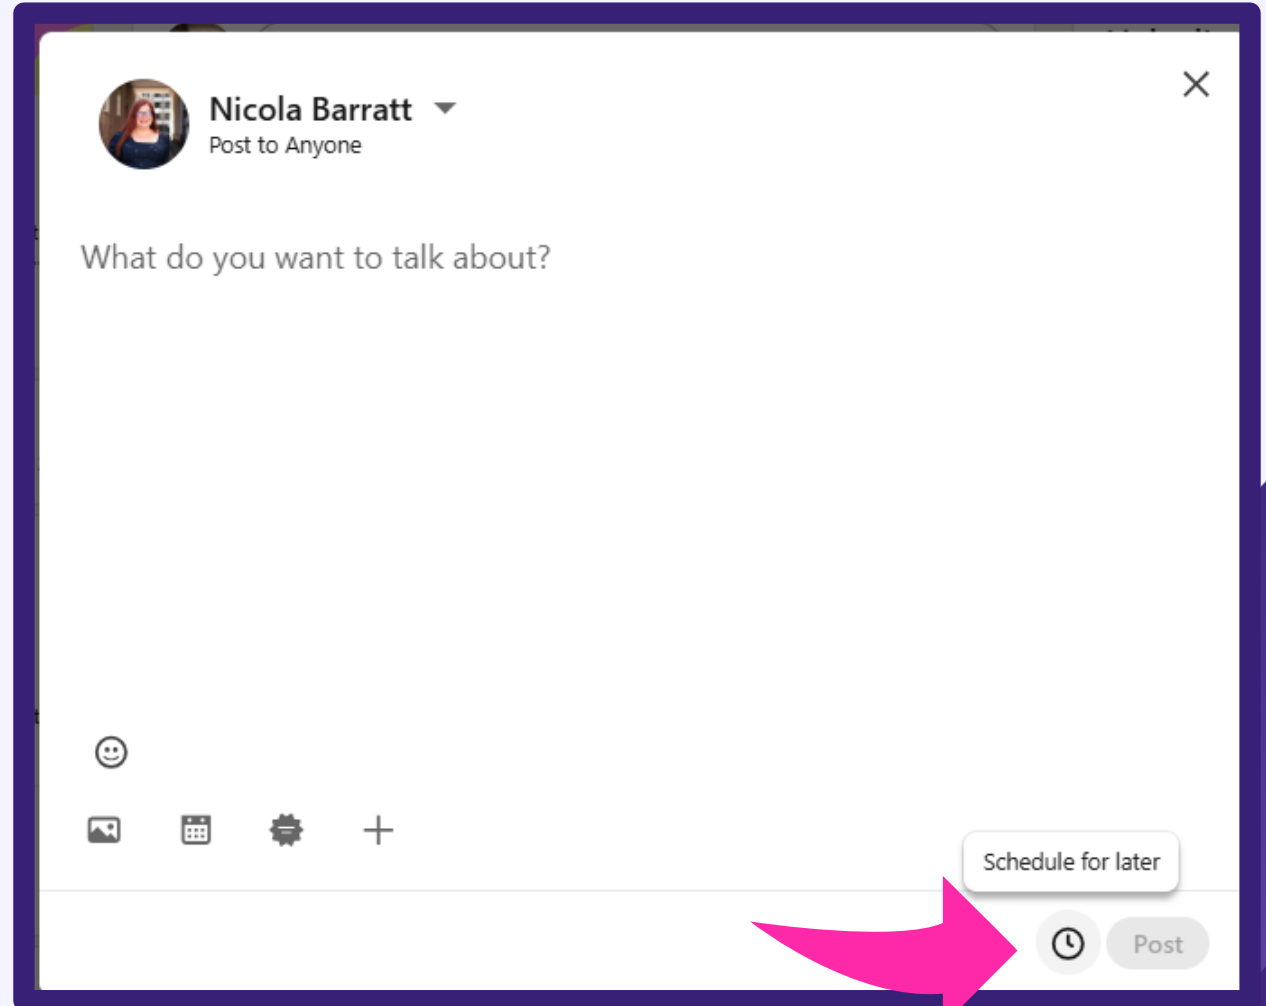 Nicola Barratt
Post to Anyone
What do you want to talk about?
Schedule for later
Post